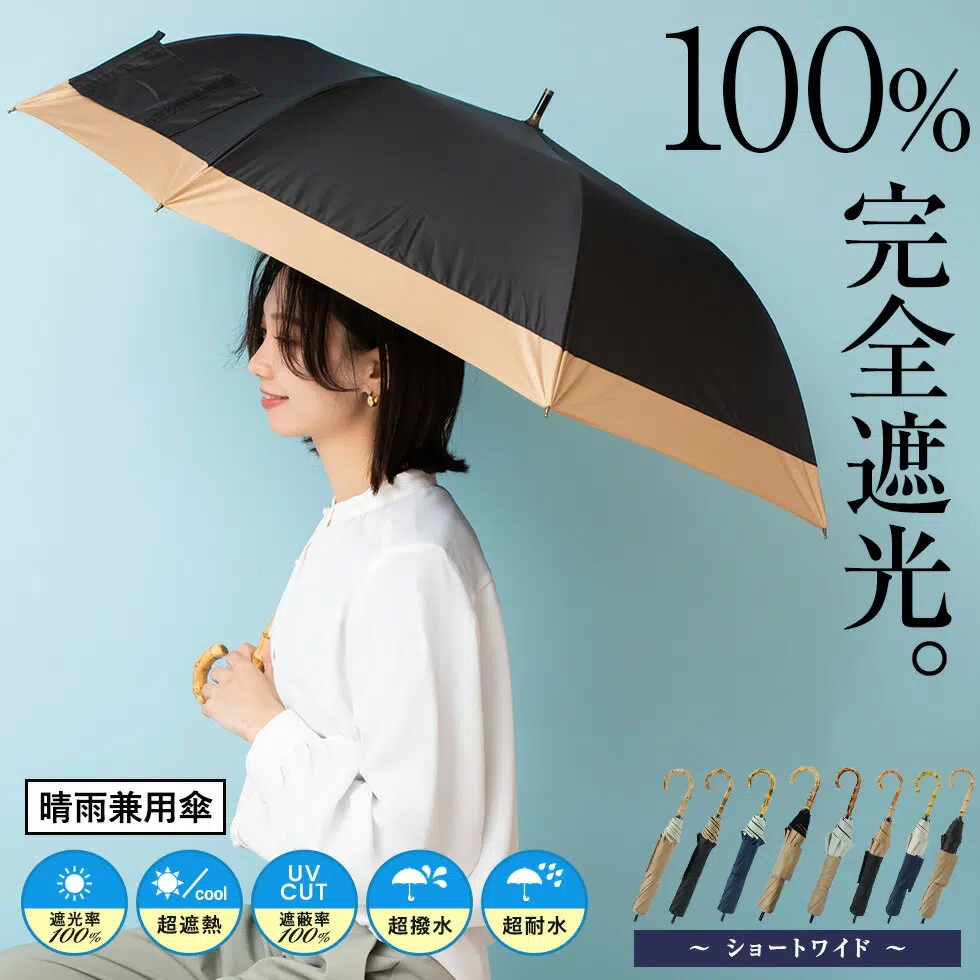 100%
完全遮光。
晴雨兼用傘
遮光率
100%
cool
超遮熱
UV
CUT
遮蔽率
100%
超撥水
超耐水
～ ショートワイド ～